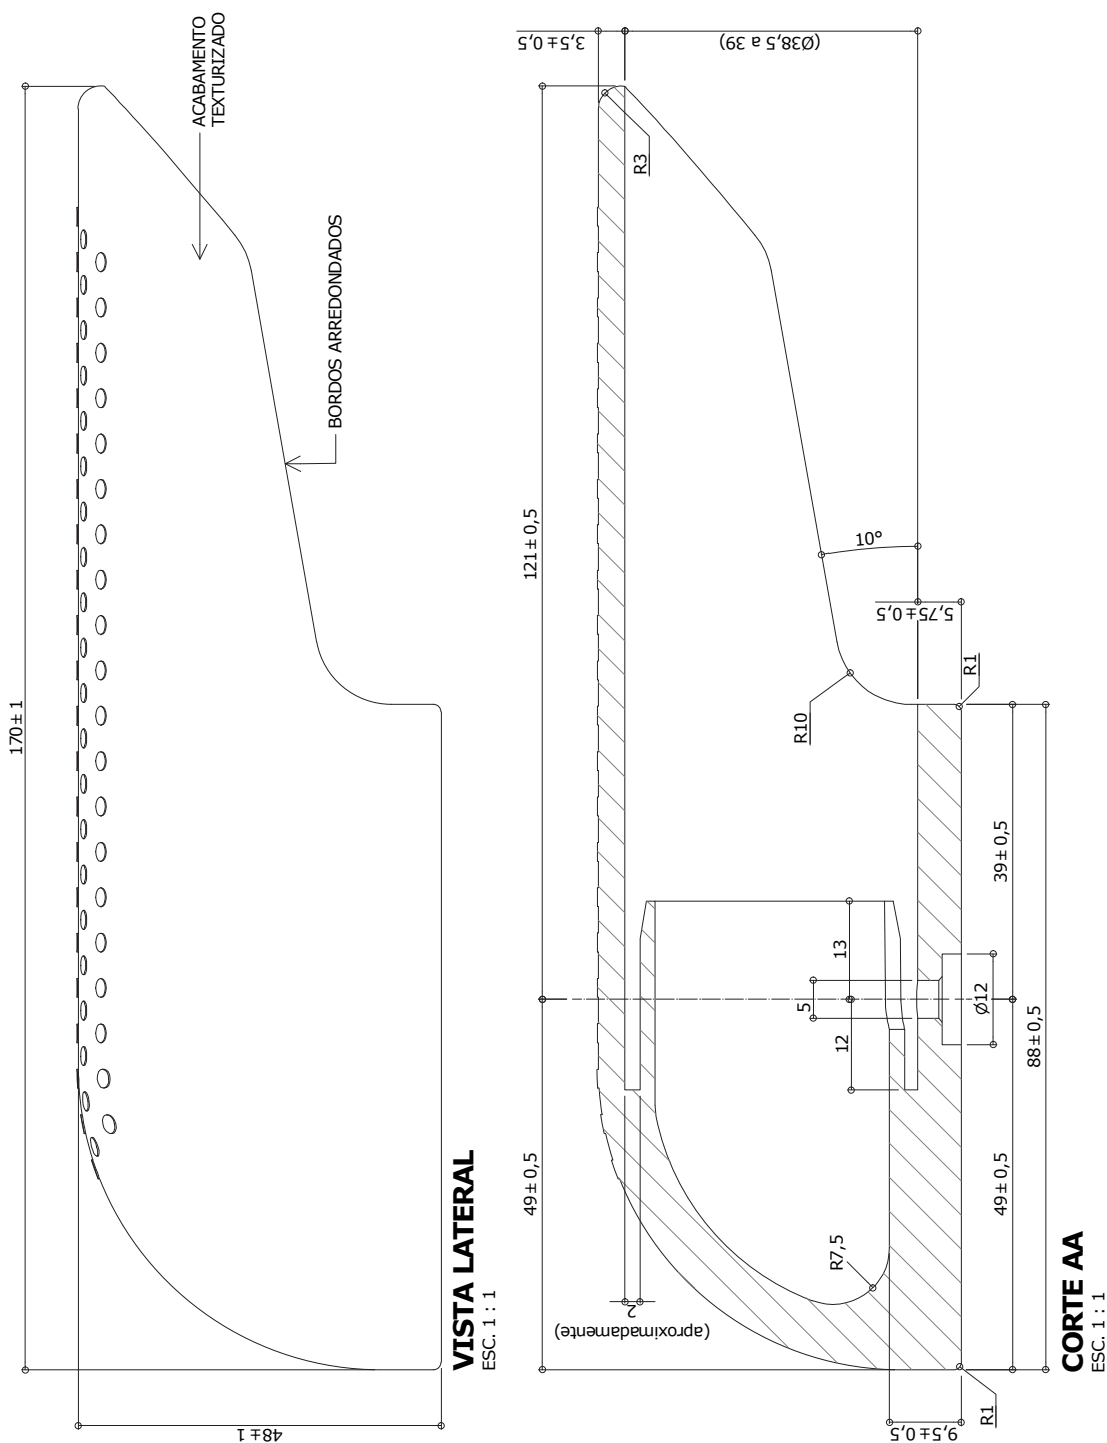 170 ± 1
ACABAMENTO
TEXTURIZADO
BORDOS ARREDONDADOS
48 ± 1
VISTA LATERAL
ESC. 1 : 1
3,5 ± 0,5
(Ø38,5 a 39)
R3
121 ± 0,5
10°
5,75 ± 0,5
R10
R1
39 ± 0,5
13
5
12
Ø12
88 ± 0,5
49 ± 0,5
49 ± 0,5
R7,5
2
(aproximadamente)
9,5 ± 0,5
R1
CORTE AA
ESC. 1 : 1